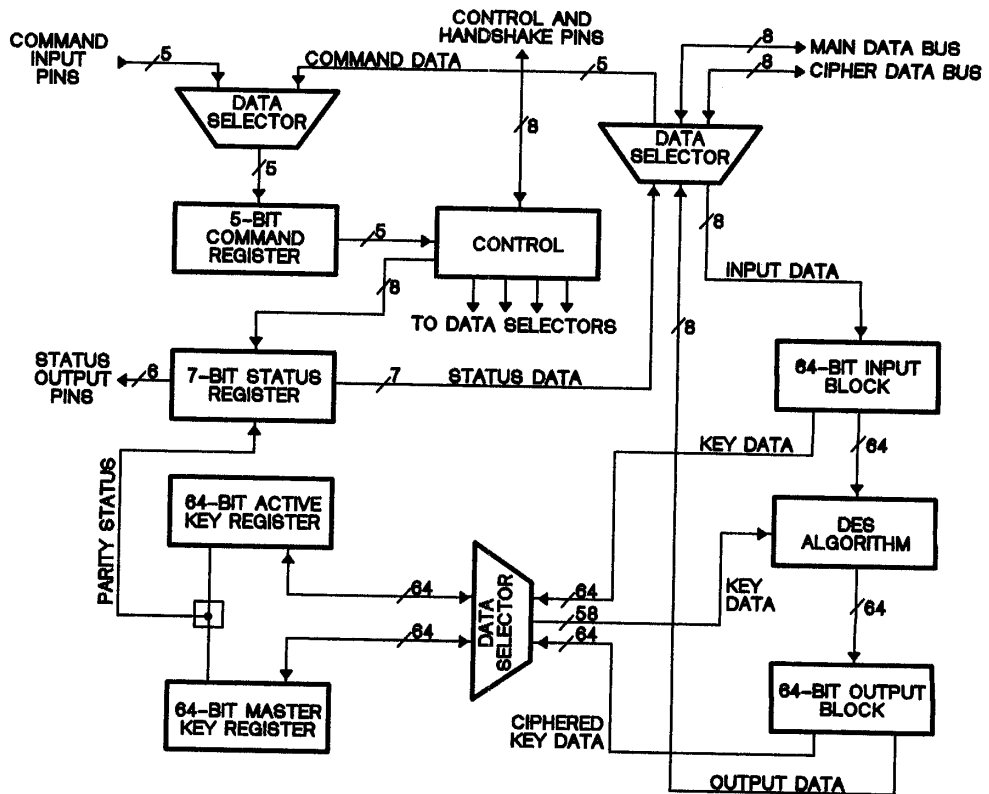 COMMAND
INPUT
PINS
5
COMMAND DATA
CONTROL AND
HANDSHAKE PINS
5
8
MAIN DATA BUS
8
CIPHER DATA BUS
DATA
SELECTOR
8
DATA
SELECTOR
5
8
5-BIT
COMMAND
REGISTER
5
CONTROL
INPUT DATA
8
TO DATA SELECTORS
8
STATUS
OUTPUT
PINS
6
7-BIT STATUS
REGISTER
7
STATUS DATA
64-BIT INPUT
BLOCK
KEY DATA
64
PARITY STATUS
64-BIT ACTIVE
KEY REGISTER
DES
ALGORITHM
DATA
SELECTOR
64
64
58
64
64
KEY
DATA
64
64-BIT MASTER
KEY REGISTER
CIPHERED
KEY DATA
64-BIT OUTPUT
BLOCK
OUTPUT DATA